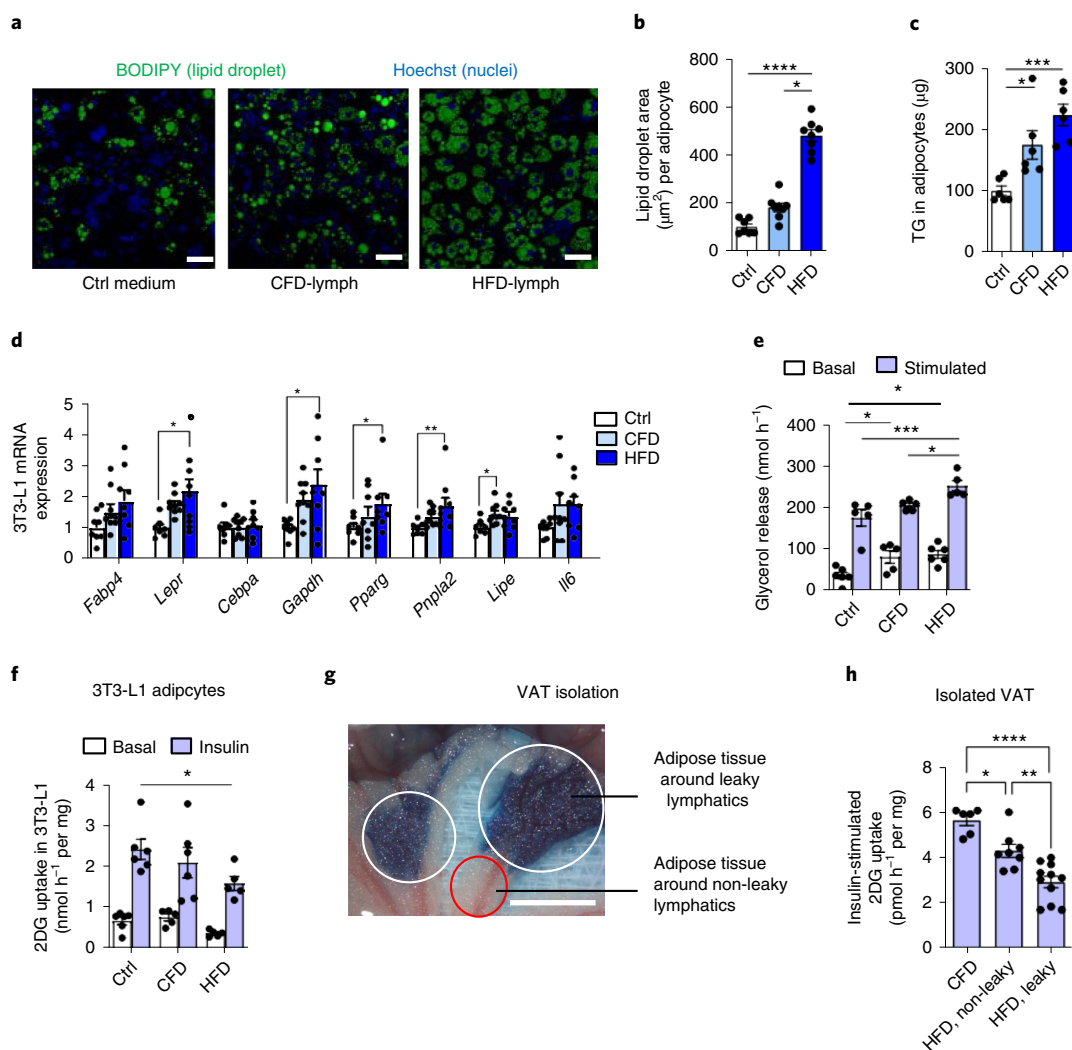 a
BODIPY (lipid droplet)
Hoechst (nuclei)
Ctrl medium
CFD-lymph
HFD-lymph
b
Lipid droplet area
(μm²) per adipocyte
800
600
400
200
0
****
*
Ctrl
CFD
HFD
c
TG in adipocytes (μg)
300
200
100
0
***
*
Ctrl
CFD
HFD
d
3T3-L1 mRNA
expression
5
4
3
2
1
0
*
*
*
**
*
Ctrl
CFD
HFD
Fabp4
Lepr
Cebpa
Gapdh
Pparg
Pnpla2
Lipe
Il6
e
Basal
Stimulated
Glycerol release (nmol h⁻¹)
400
300
200
100
0
*
*
***
*
Ctrl
CFD
HFD
f
3T3-L1 adipcytes
Basal
Insulin
2DG uptake in 3T3-L1
(nmol h⁻¹ per mg)
4
3
2
1
0
*
Ctrl
CFD
HFD
g
VAT isolation
Adipose tissue
around leaky
lymphatics
Adipose tissue
around non-leaky
lymphatics
h
Isolated VAT
Insulin-stimulated
2DG uptake
(pmol h⁻¹ per mg)
8
6
4
2
0
****
*
**
CFD
HFD, non-leaky
HFD, leaky